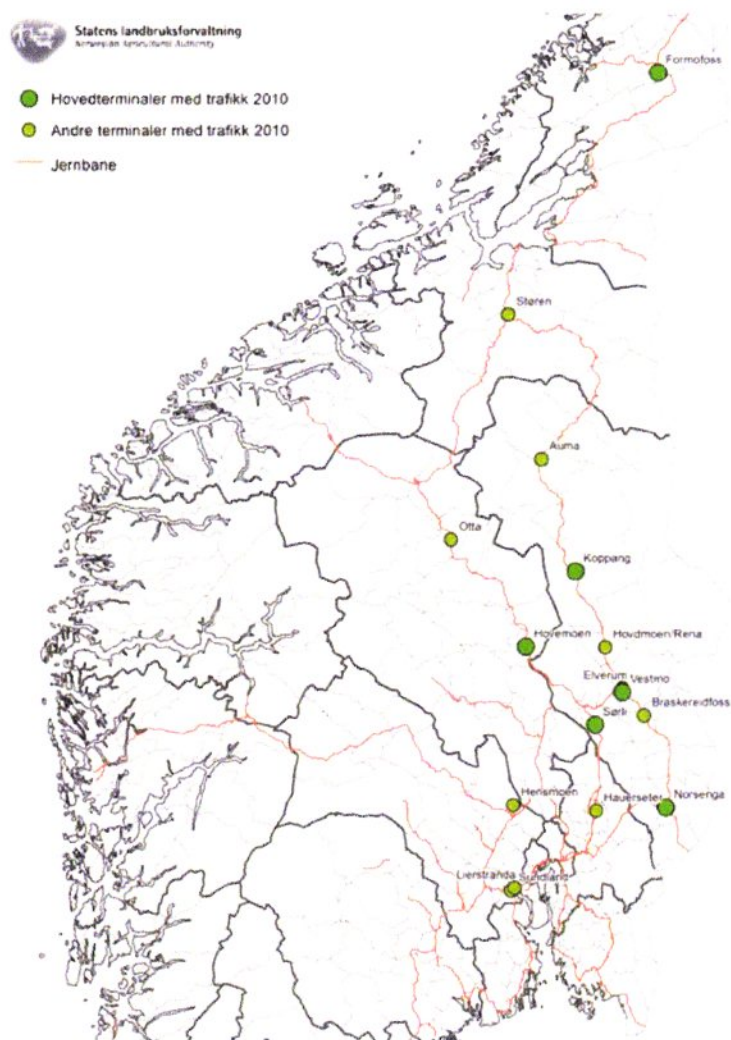 Statens landbruksforvaltning
Norwegian Agricultural Authority
Hovedterminaler med trafikk 2010
Andre terminaler med trafikk 2010
Jernbane
Formofoss
Støren
Auma
Otta
Koppang
Hovemoen
Hovdmoen/Rena
Elverum Vestmo
Braskereidfoss
Sørli
Hensmoen
Hauerseter
Norsenga
Lierstranda Sundland